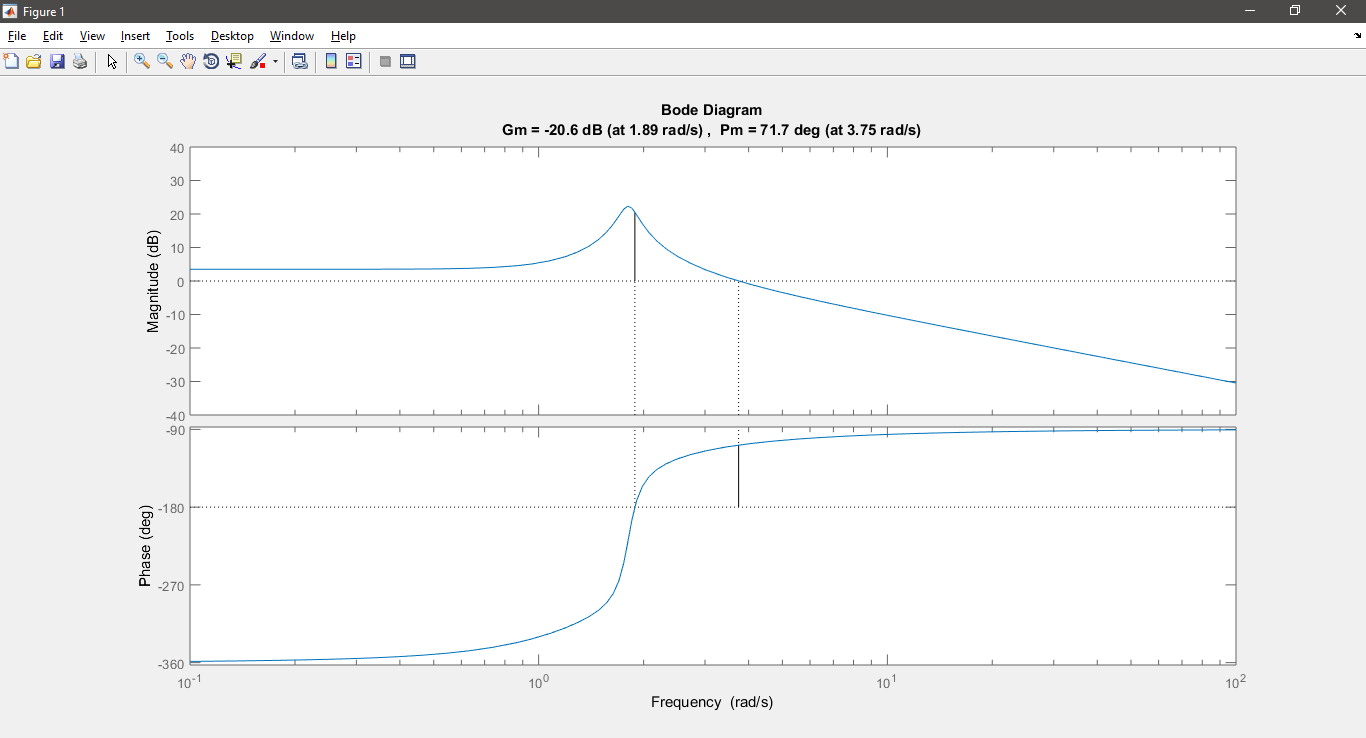 Figure 1
File Edit View Insert Tools Desktop Window Help
Bode Diagram
Gm = -20.6 dB (at 1.89 rad/s) , Pm = 71.7 deg (at 3.75 rad/s)
Magnitude (dB)
40
30
20
10
0
-10
-20
-30
-40
Phase (deg)
-90
-180
-270
-360
10^-1 10^0 10^1 10^2
Frequency (rad/s)